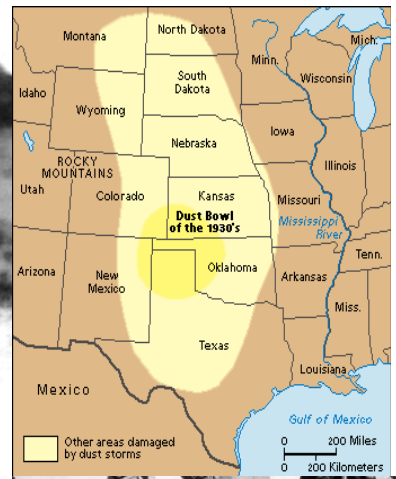 Montana
North Dakota
Minn.
Mich.
South
Dakota
Wisconsin
Idaho
Wyoming
Nebraska
Iowa
Illinois
ROCKY
MOUNTAINS
Utah
Colorado
Kansas
Missouri
Dust Bowl
of the 1930's
Mississippi
River
Arizona
New
Mexico
Oklahoma
Arkansas
Tenn.
Miss.
Texas
Louisiana
Mexico
Gulf of Mexico
Other areas damaged
by dust storms
0 200 Miles
0 200 Kilometers